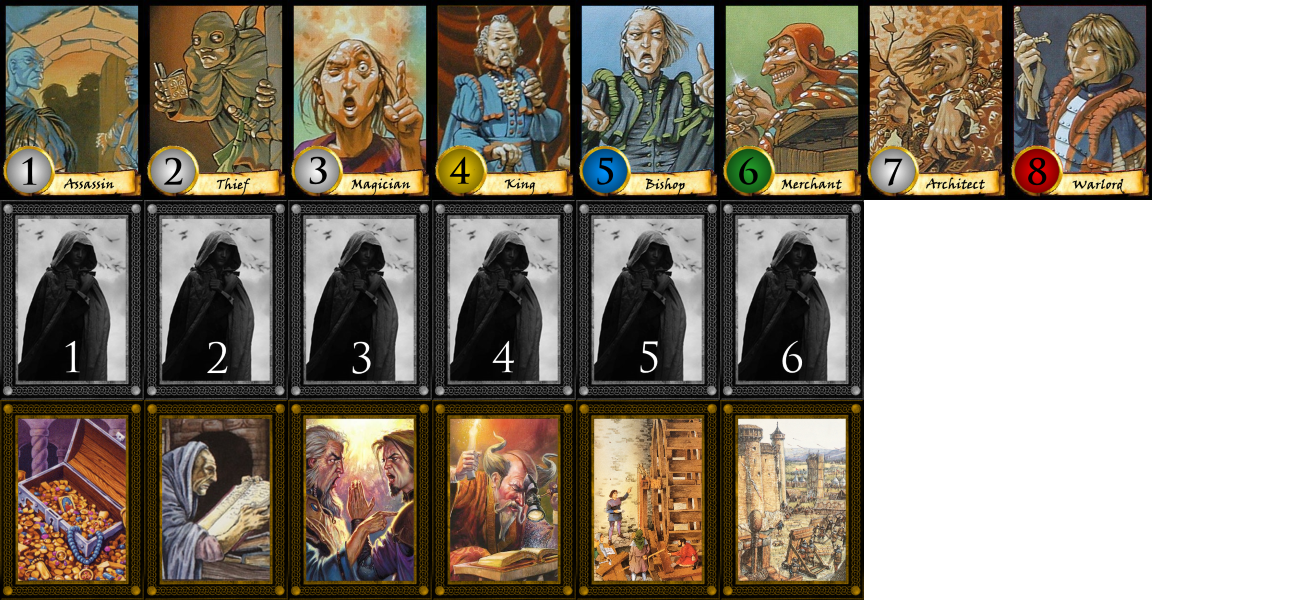 1 Assassin
2 Thief
3 Magician
4 King
5 Bishop
6 Merchant
7 Architect
8 Warlord
1
2
3
4
5
6